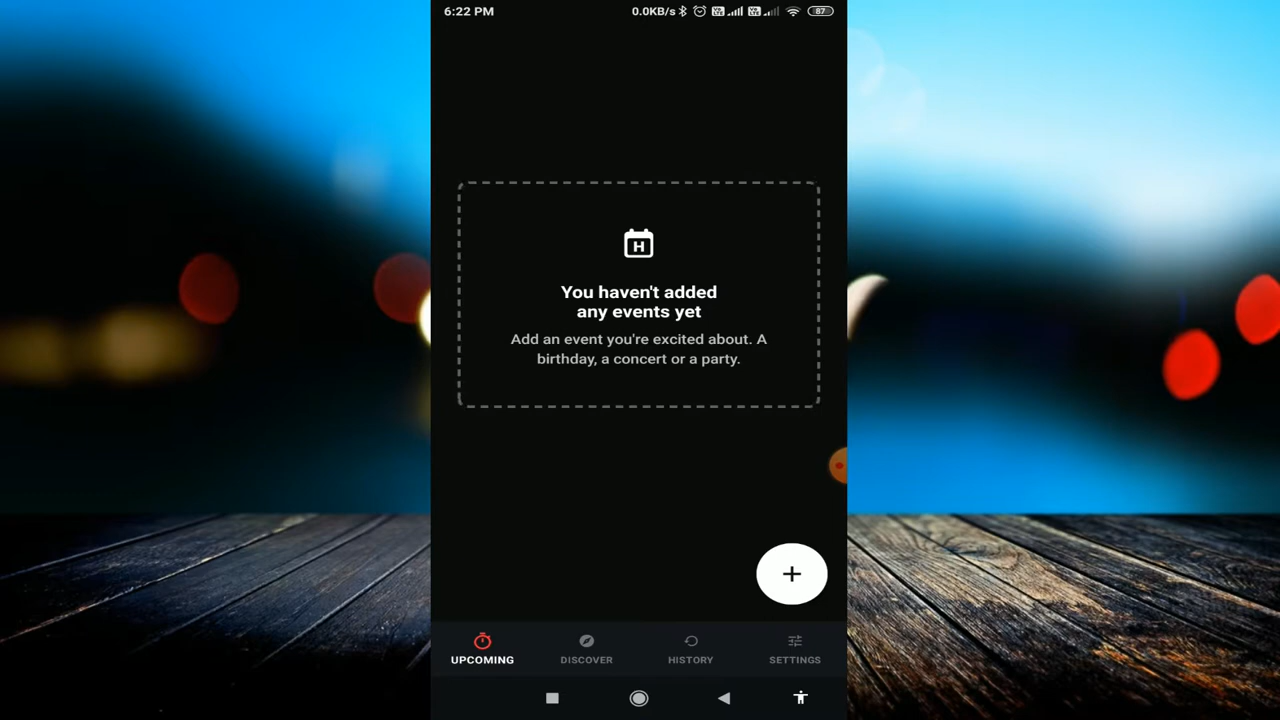 6:22 PM
0.0KB/s
87
H
You haven't added
any events yet
Add an event you're excited about. A
birthday, a concert or a party.
+
UPCOMING
DISCOVER
HISTORY
SETTINGS